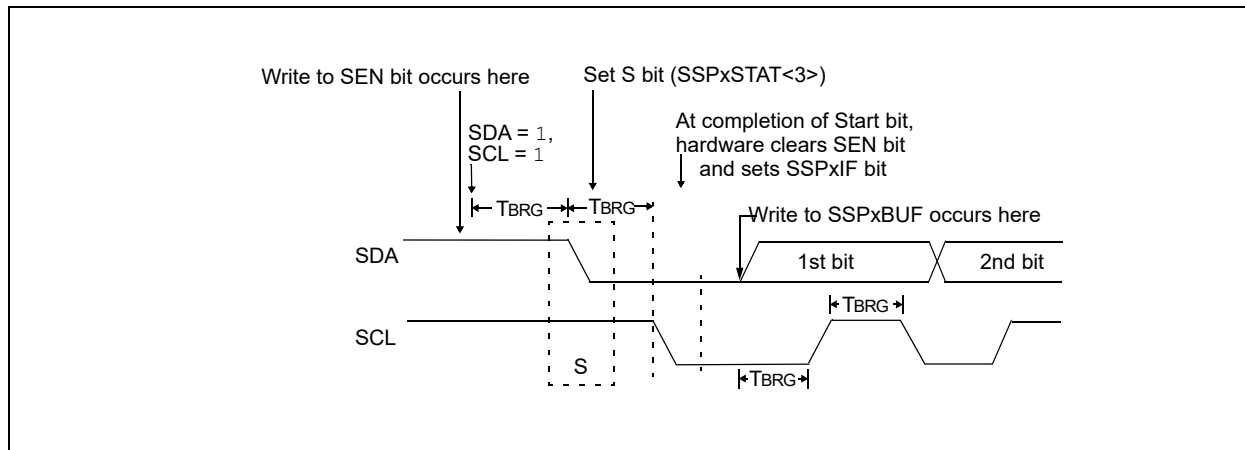 Write to SEN bit occurs here
Set S bit (SSPxSTAT<3>)
SDA = 1,
SCL = 1
At completion of Start bit,
hardware clears SEN bit
and sets SSPxIF bit
TBRG
TBRG
Write to SSPxBUF occurs here
SDA
1st bit
2nd bit
TBRG
SCL
S
TBRG